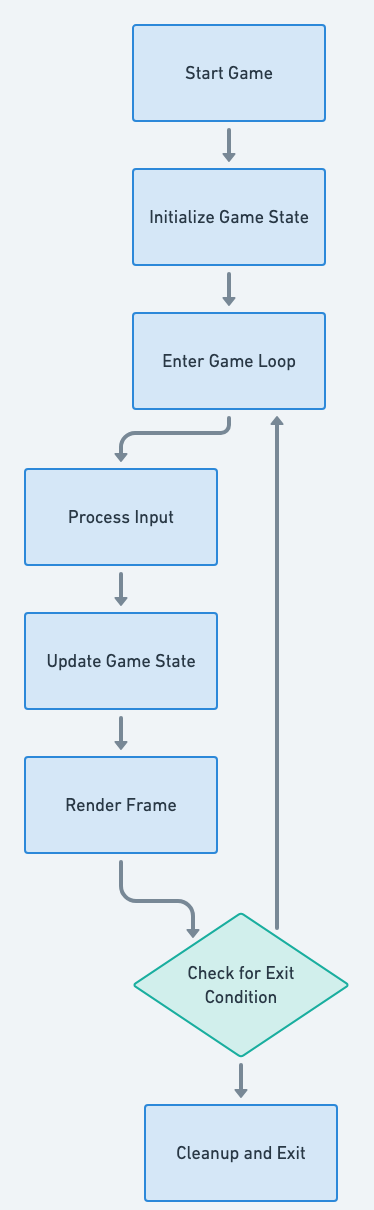 Start Game
Initialize Game State
Enter Game Loop
Process Input
Update Game State
Render Frame
Check for Exit
Condition
Cleanup and Exit